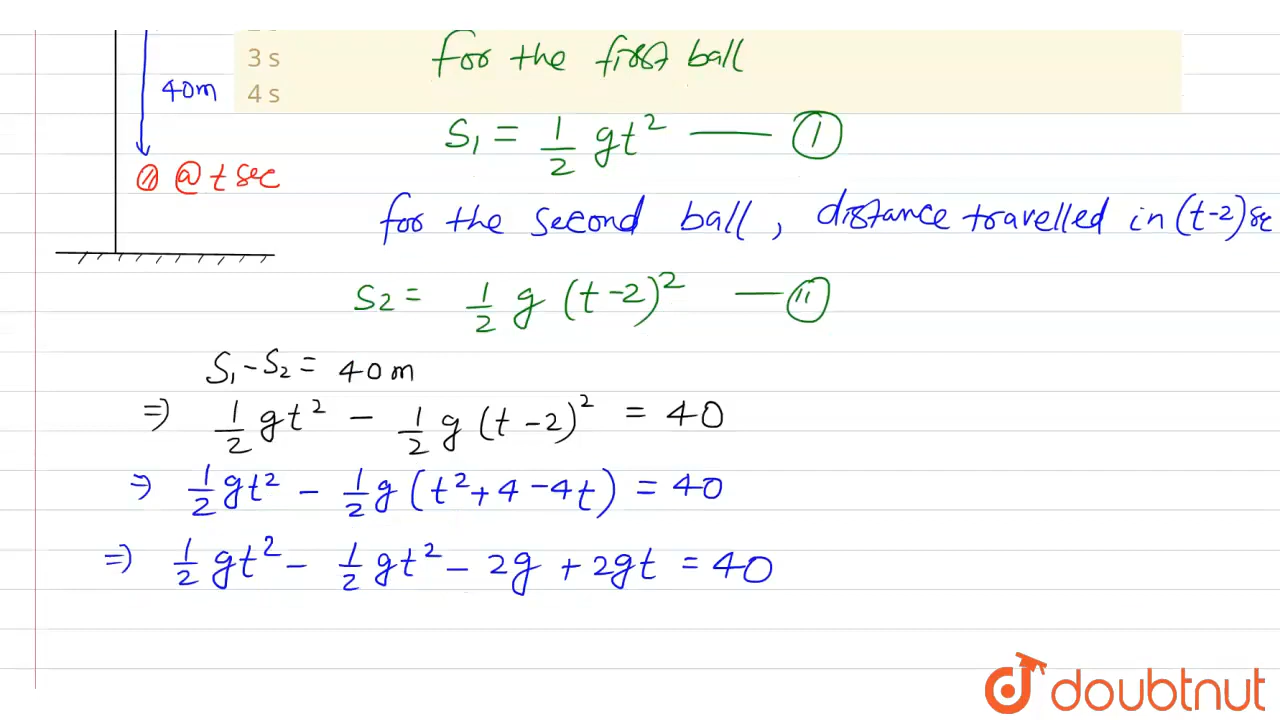 3 s
for the first ball
40m
4 s
S₁ = 1/2 gt² —— ①
① @ t sec
for the second ball, distance travelled in (t-2) sec
S2 = 1/2 g (t-2)² — ⑪
S₁ - S₂ = 40 m
⇒ 1/2 gt² - 1/2 g (t-2)² = 40
⇒ 1/2 gt² - 1/2 g (t² + 4 - 4t) = 40
⇒ 1/2 gt² - 1/2 gt² - 2g + 2gt = 40
doubtnut